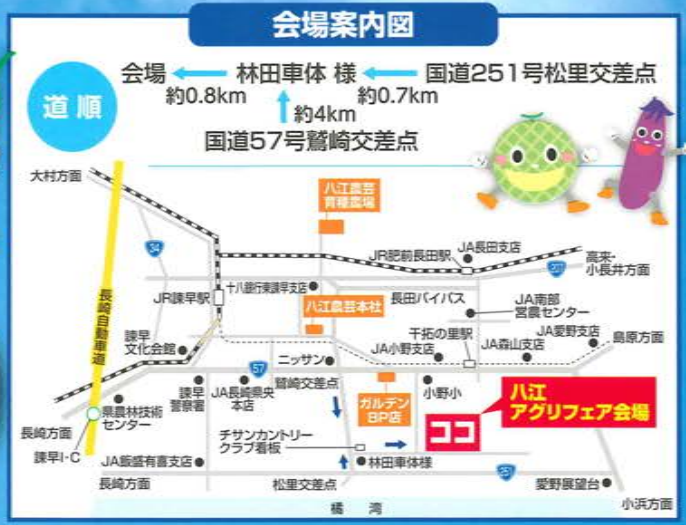 会場案内図
道順
会場 林田車体 様 国道251号松里交差点
約0.8km 約0.7km
約4km
国道57号鷲崎交差点
大村方面
八江農芸
育種農場
34
JR肥前長田駅
JA長田支店
207
高来・
小長井方面
長崎自動車道
JR諫早駅
十八銀行東諫早支店
長田バイパス
JA南部
営農センター
八江農芸本社
諫早
文化会館
ニッサン
干拓の里駅
JA小野支店
JA森山支店
JA愛野支店
島原方面
57
鷲崎交差点
諫早
警察署
JA長崎県央
本店
小野小
八江
アグリフェア会場
県農林技術
センター
ガルデン
BP店
ココ
長崎方面
諫早I・C
チサンカントリー
クラブ看板
JA飯盛有喜支店
林田車体様
251
長崎方面
松里交差点
愛野展望台
橘湾
小浜方面